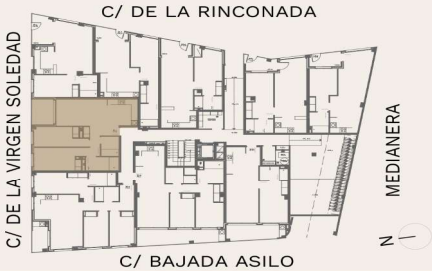 C/ DE LA RINCONADA
C/ DE LA VIRGEN SOLEDAD
MEDIANERA
N
C/ BAJADA ASILO